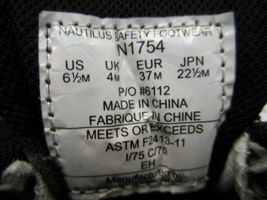 NAUTILUS SAFETY FOOTWEAR
N1754
US UK EUR JPN
6½M 4M 37M 22½M
P/O #6112
MADE IN CHINA
FABRIQUE IN CHINE
MEETS OR EXCEEDS
ASTM F2413-11
I/75 C/75
EH